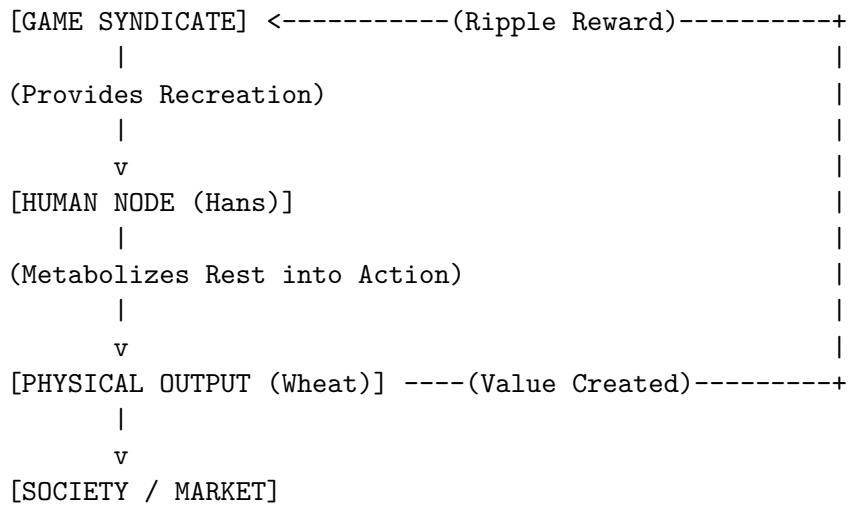 [GAME SYNDICATE] <-----------(Ripple Reward)----------+
(Provides Recreation)
[HUMAN NODE (Hans)]
(Metabolizes Rest into Action)
[PHYSICAL OUTPUT (Wheat)] ----(Value Created)---------+
[SOCIETY / MARKET]